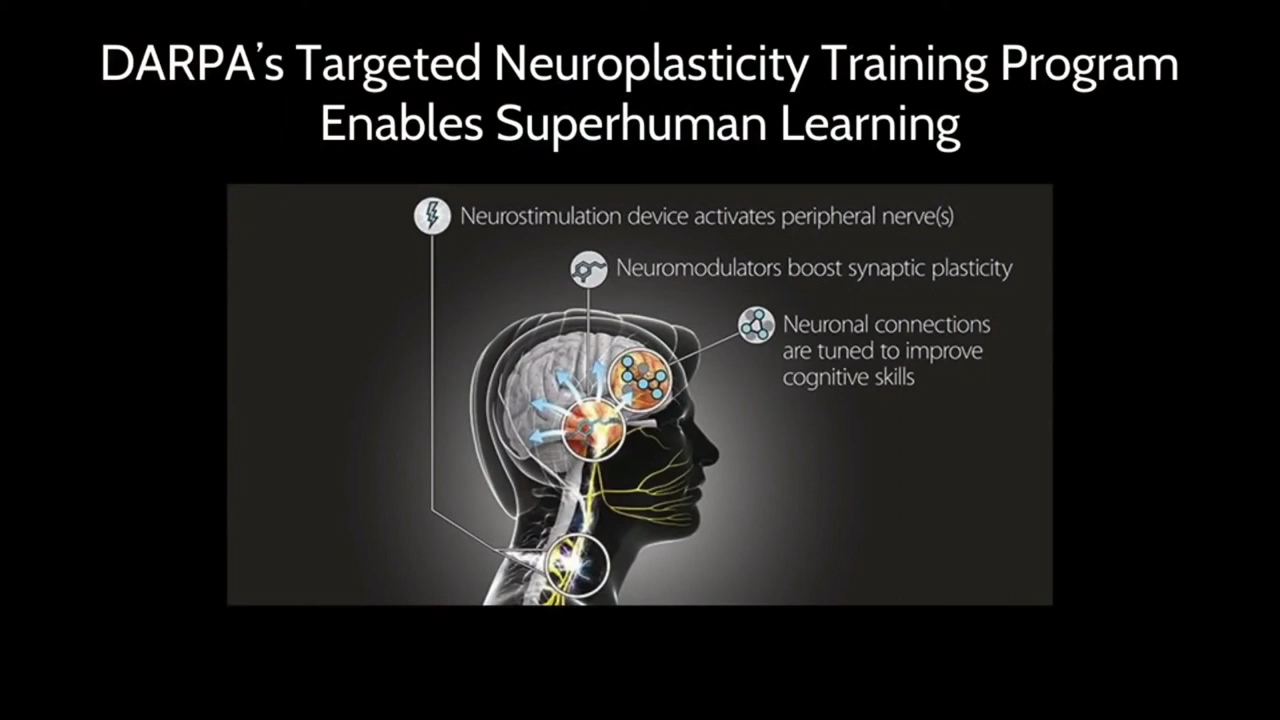 DARPA’s Targeted Neuroplasticity Training Program
Enables Superhuman Learning
Neurostimulation device activates peripheral nerve(s)
Neuromodulators boost synaptic plasticity
Neuronal connections
are tuned to improve
cognitive skills